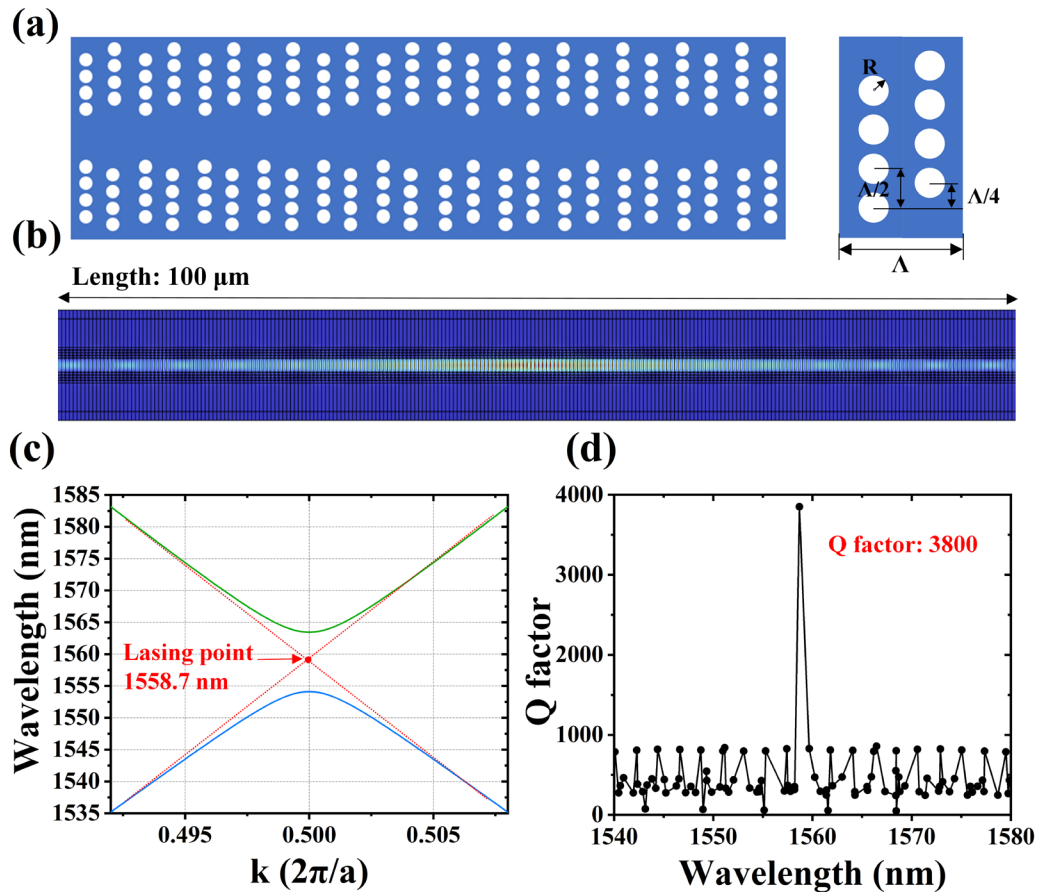 (a)
R
Λ/2
Λ/4
Λ
(b)
Length: 100 μm
(c)
Wavelength (nm)
1585
1580
1575
1570
1565
1560
1555
1550
1545
1540
1535
Lasing point
1558.7 nm
0.495
0.500
0.505
k (2π/a)
(d)
Q factor
4000
3000
2000
1000
0
Q factor: 3800
1540
1550
1560
1570
1580
Wavelength (nm)